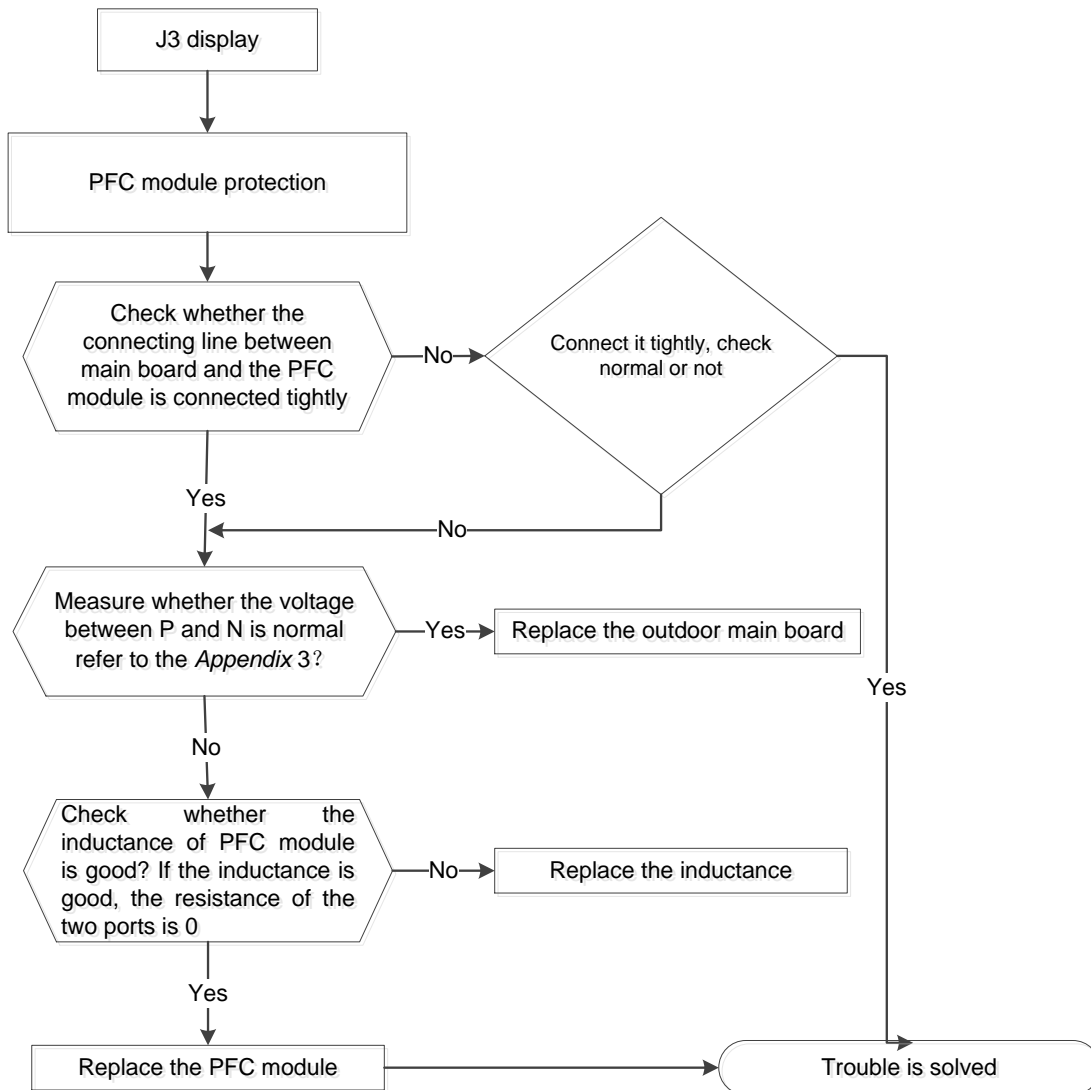 J3 display
PFC module protection
Check whether the
connecting line between
main board and the PFC
module is connected tightly
No
Connect it tightly, check
normal or not
Yes
No
Measure whether the voltage
between P and N is normal
refer to the Appendix 3?
Yes
Replace the outdoor main board
Yes
No
Check whether the
inductance of PFC module
is good? If the inductance is
good, the resistance of the
two ports is 0
No
Replace the inductance
Yes
Replace the PFC module
Trouble is solved